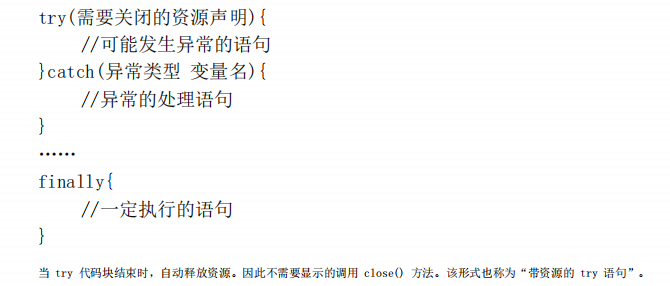 try(需要关闭的资源声明){
//可能发生异常的语句
}catch(异常类型 变量名){
//异常的处理语句
}
……
finally{
//一定执行的语句
}
当 try 代码块结束时，自动释放资源。因此不需要显示的调用 close() 方法。该形式也称为“带资源的 try 语句”。